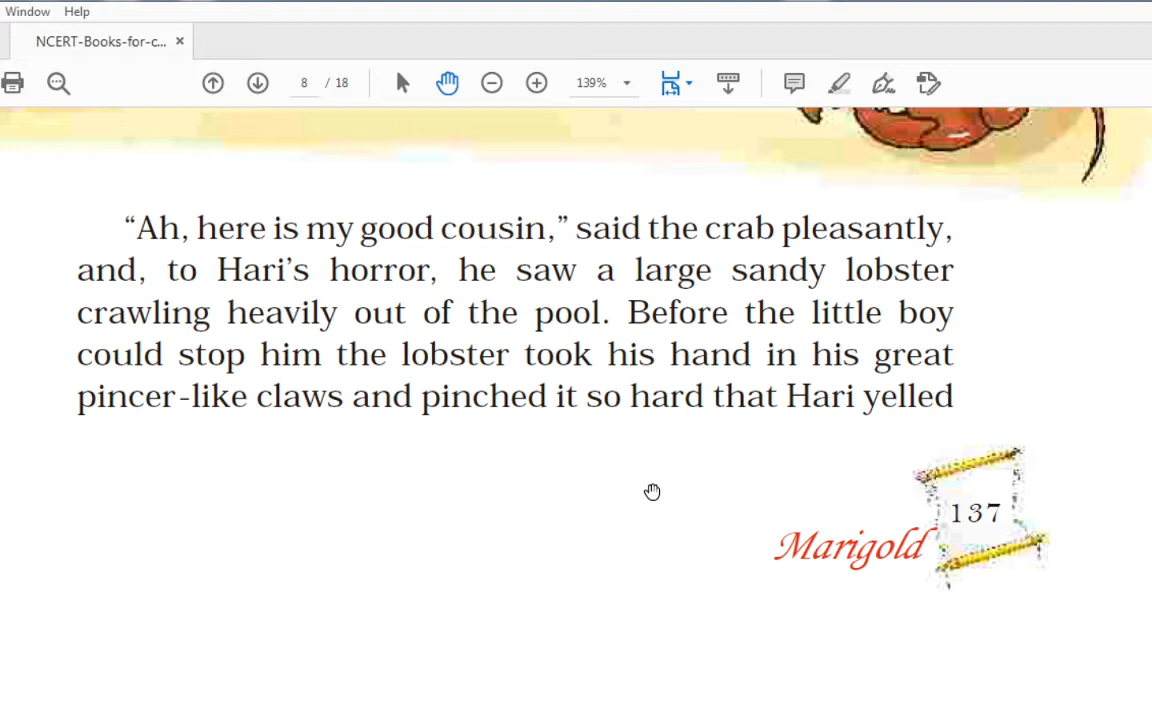 Window Help
NCERT-Books-for-c... ×
8 / 18 139%
“Ah, here is my good cousin,” said the crab pleasantly,
and, to Hari’s horror, he saw a large sandy lobster
crawling heavily out of the pool. Before the little boy
could stop him the lobster took his hand in his great
pincer-like claws and pinched it so hard that Hari yelled
137
Marigold